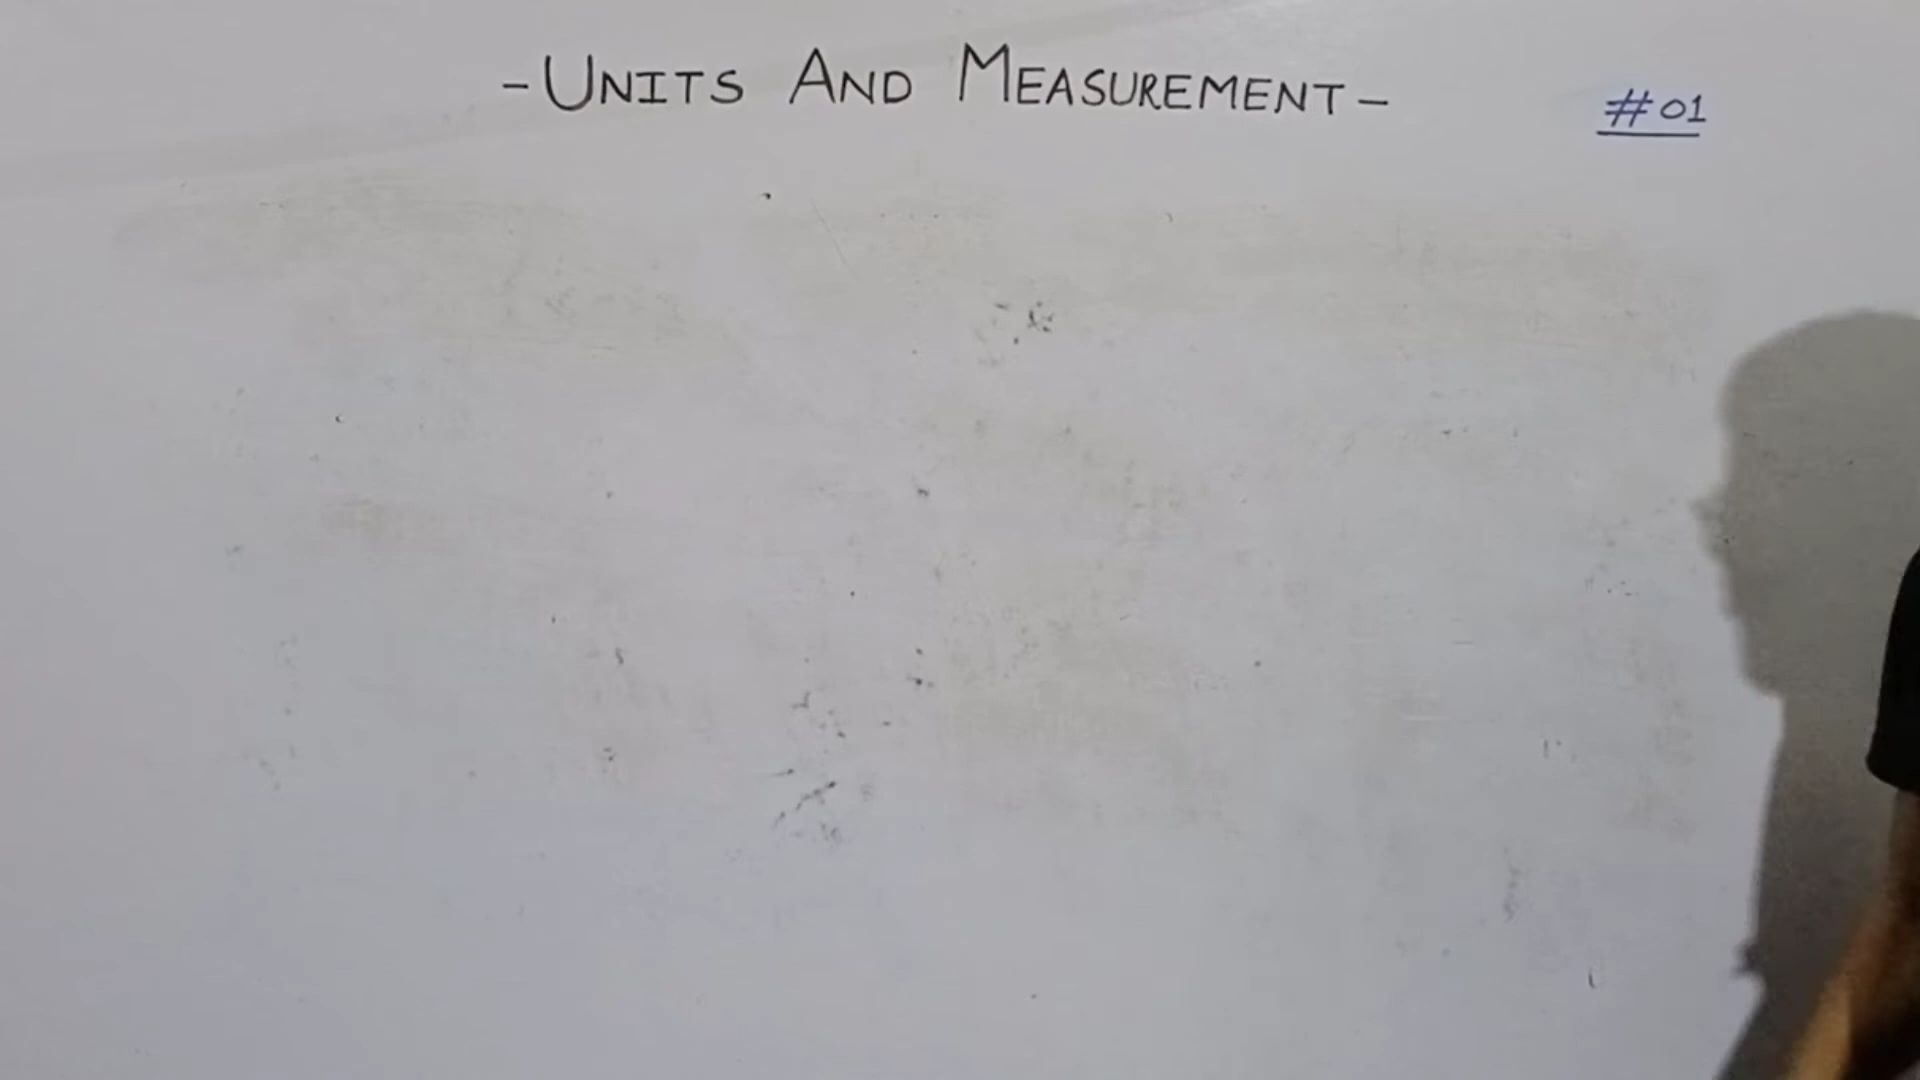 - UNITS AND MEASUREMENT -
#01